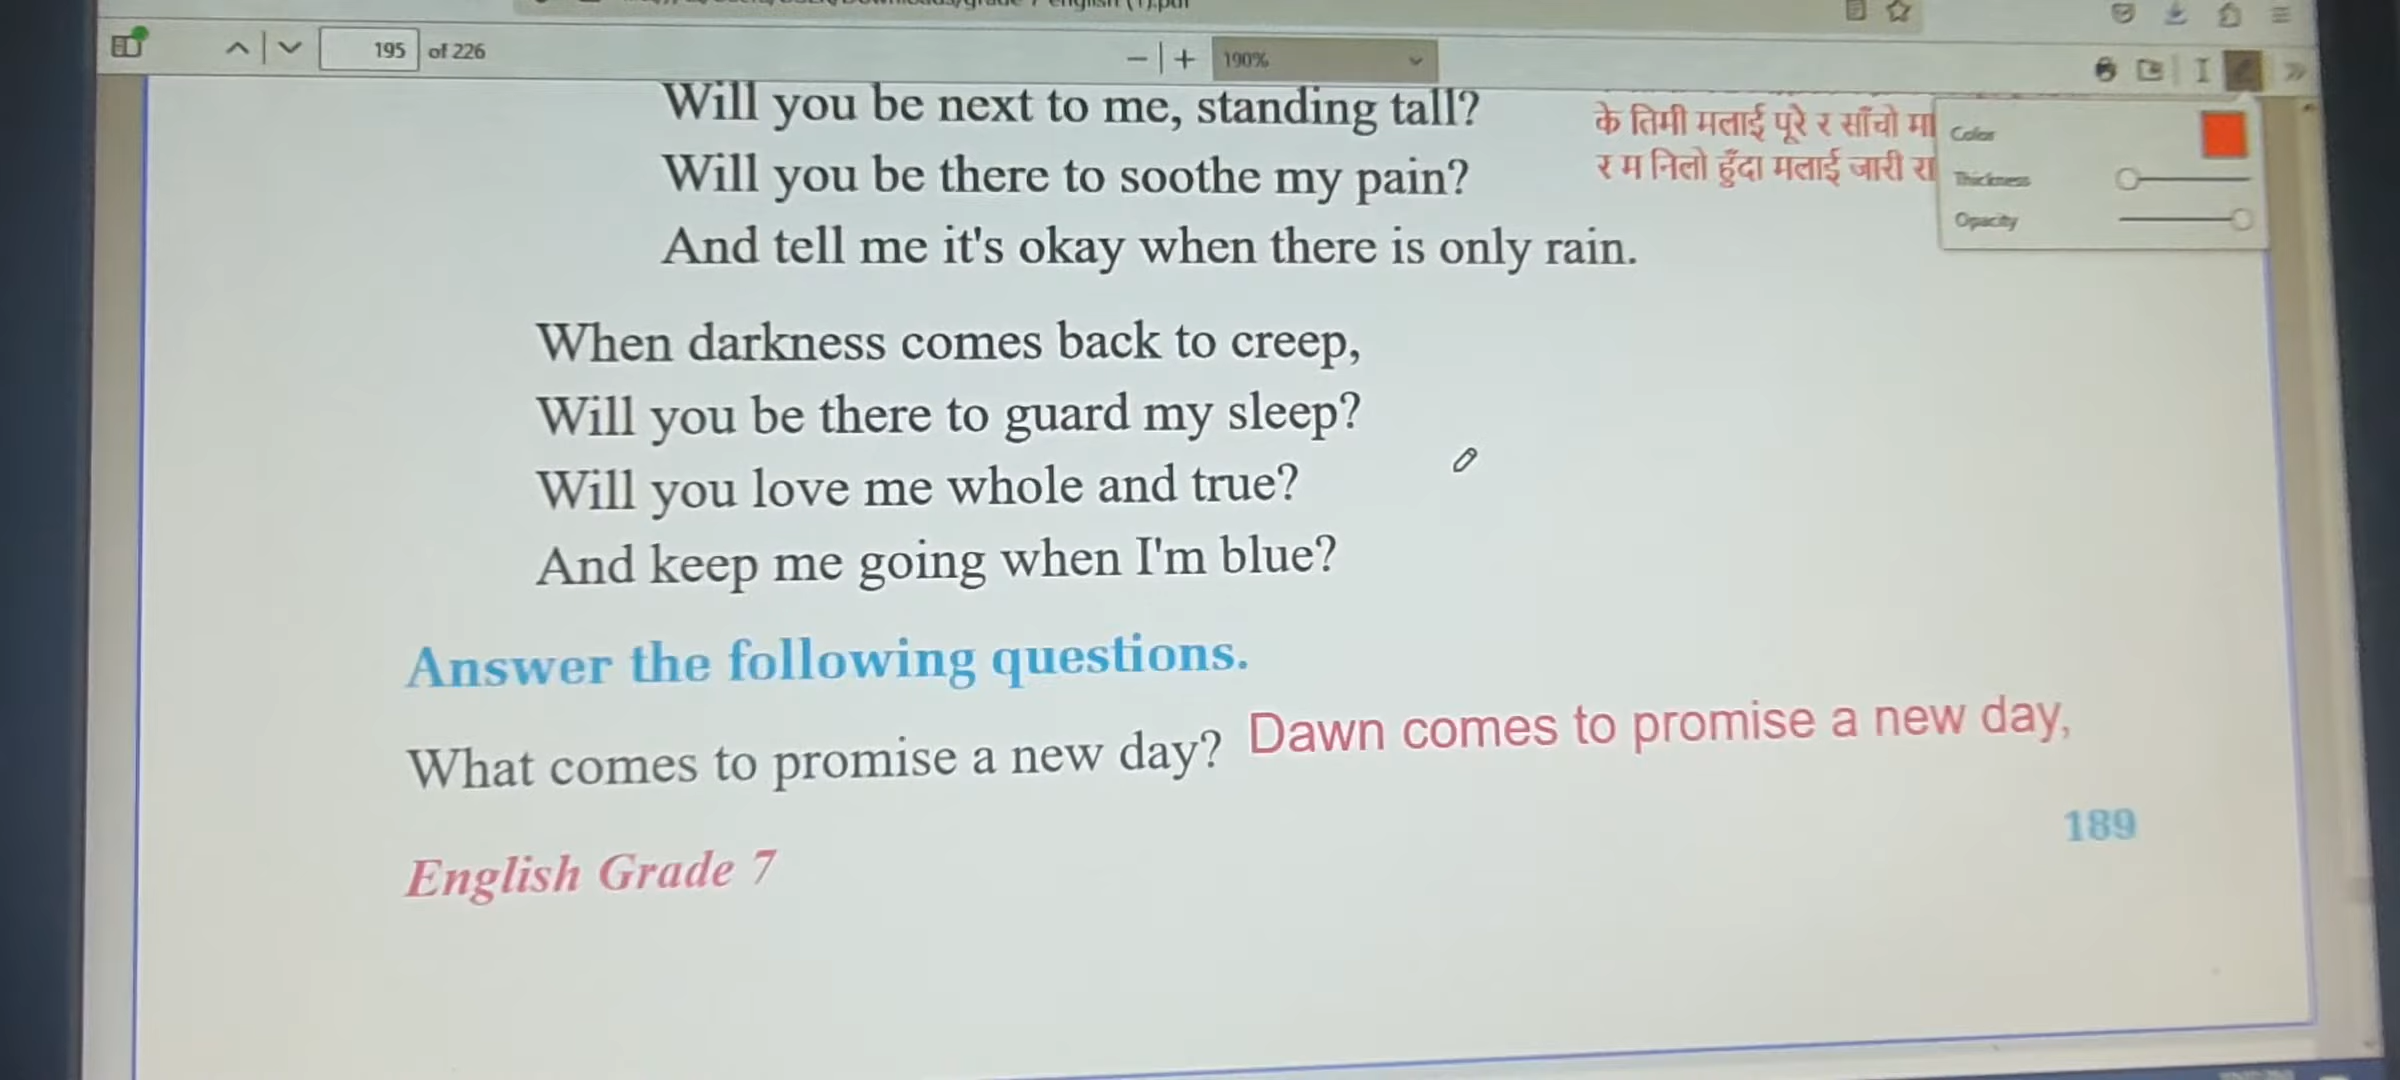 195 of 226
190%
Will you be next to me, standing tall?
Will you be there to soothe my pain?
And tell me it's okay when there is only rain.
के तिमी मलाई पूरे र साँचो
र म निलो हुँदा मलाई जारी
Color
Thickness
Opacity
When darkness comes back to creep,
Will you be there to guard my sleep?
Will you love me whole and true?
And keep me going when I'm blue?
Answer the following questions.
What comes to promise a new day? Dawn comes to promise a new day,
189
English Grade 7